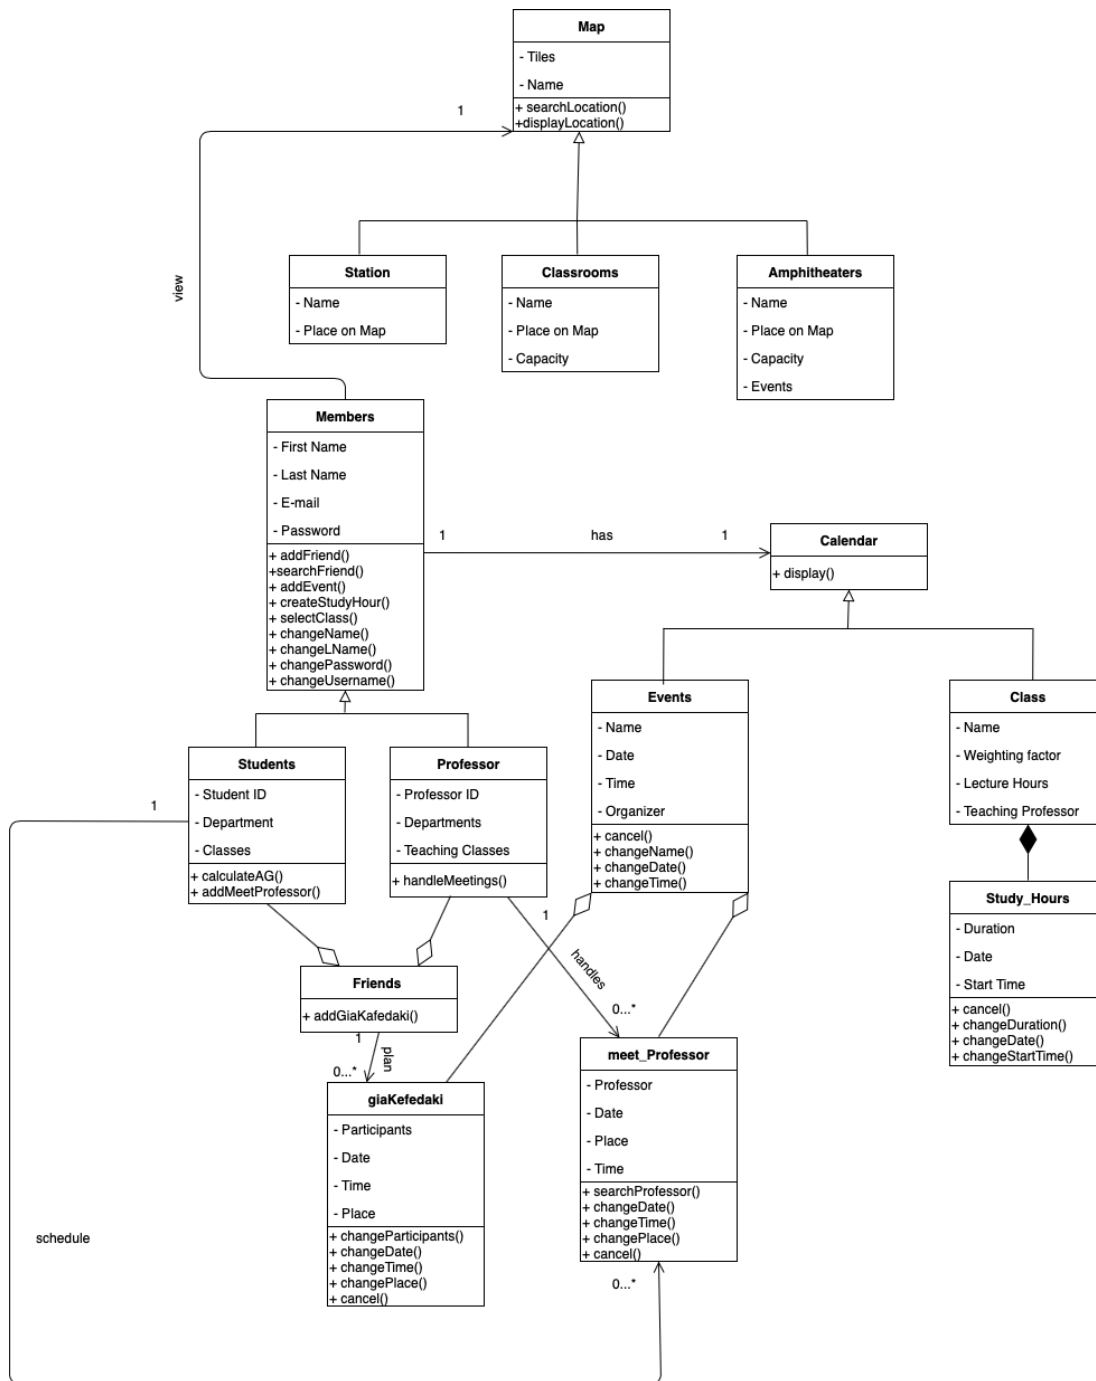 Map
- Tiles
- Name
+ searchLocation()
+displayLocation()
1
view
Station
- Name
- Place on Map
Classrooms
- Name
- Place on Map
- Capacity
Amphitheaters
- Name
- Place on Map
- Capacity
- Events
Members
- First Name
- Last Name
- E-mail
- Password
+ addFriend()
+searchFriend()
+ addEvent()
+ createStudyHour()
+ selectClass()
+ changeName()
+ changeLName()
+ changePassword()
+ changeUsername()
1
has
1
Calendar
+ display()
Students
- Student ID
- Department
- Classes
+ calculateAG()
+ addMeetProfessor()
Professor
- Professor ID
- Departments
- Teaching Classes
+ handleMeetings()
Events
- Name
- Date
- Time
- Organizer
+ cancel()
+ changeName()
+ changeDate()
+ changeTime()
Class
- Name
- Weighting factor
- Lecture Hours
- Teaching Professor
Study_Hours
- Duration
- Date
- Start Time
+ cancel()
+ changeDuration()
+ changeDate()
+ changeStartTime()
1
1
handles
0...*
Friends
+ addGiaKafedaki()
1
plan
0...*
giaKefedaki
- Participants
- Date
- Time
- Place
+ changeParticipants()
+ changeDate()
+ changeTime()
+ changePlace()
+ cancel()
meet_Professor
- Professor
- Date
- Place
- Time
+ searchProfessor()
+ changeDate()
+ changeTime()
+ changePlace()
+ cancel()
schedule
0...*